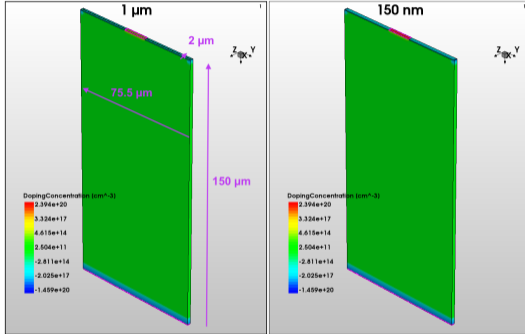 1 µm
2 µm
Z X Y
75.5 µm
150 µm
DopingConcentration (cm^-3)
2.394e+20
3.324e+17
4.615e+14
2.504e+11
-2.811e+14
-2.025e+17
-1.459e+20
150 nm
Z X Y
DopingConcentration (cm^-3)
2.394e+20
3.324e+17
4.615e+14
2.504e+11
-2.811e+14
-2.025e+17
-1.459e+20